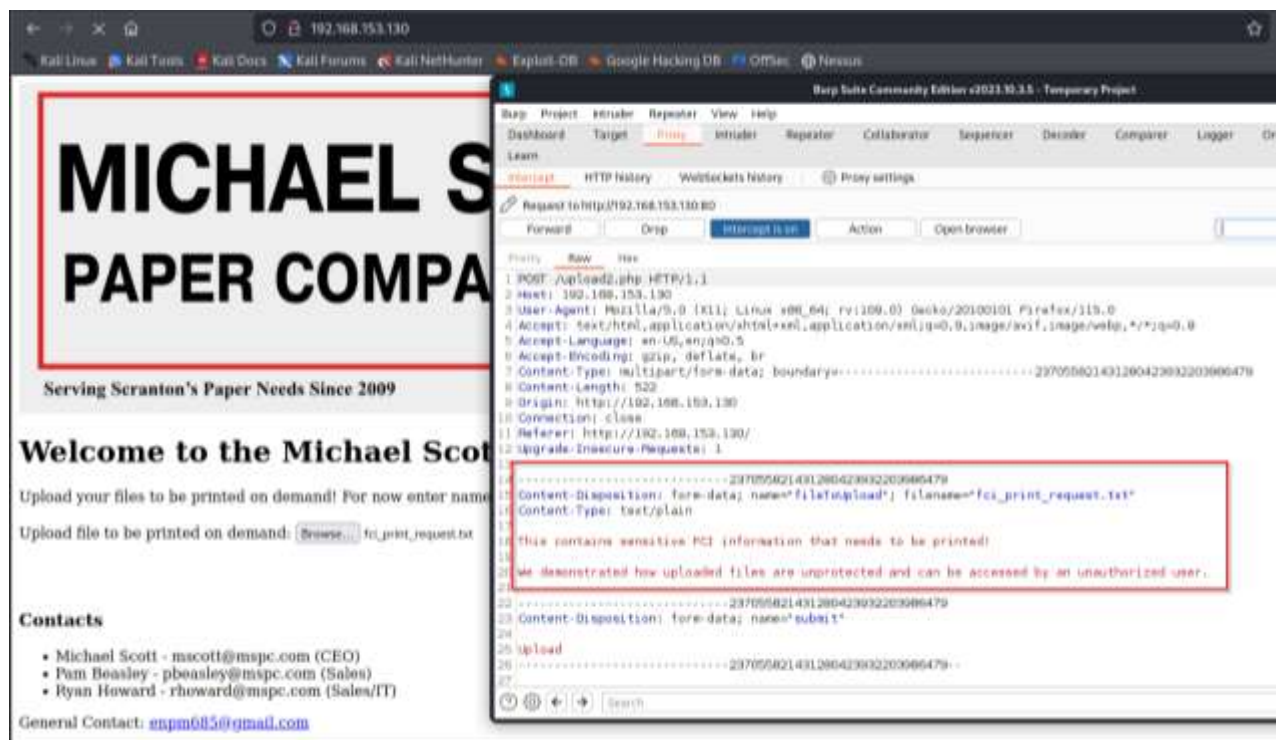 192.168.153.130
Kali Linux Kali Tools Kali Docs Kali Forums Kali NetHunter Exploit-DB Google Hacking DB OffSec Nessus
MICHAEL S
PAPER COMPA
Serving Scranton's Paper Needs Since 2009
Welcome to the Michael Scot
Upload your files to be printed on demand! For now enter name
Upload file to be printed on demand: Browse... fci_print_request.txt
Contacts
Michael Scott - mscott@mspc.com (CEO)
Pam Beasley - pbeasley@mspc.com (Sales)
Ryan Howard - rhoward@mspc.com (Sales/IT)
General Contact: enpm685@gmail.com
Burp Suite Community Edition v2023.10.3.5 - Temporary Project
Burp Project Intruder Repeater View Help
Dashboard Target Proxy Intruder Repeater Collaborator Sequencer Decoder Comparer Logger Or
Learn
Intercept HTTP history WebSockets history Proxy settings
Request to http://192.168.153.130:80
Forward Drop Intercept is on Action Open browser
Pretty Raw Hex
1 POST /upload2.php HTTP/1.1
2 Host: 192.168.153.130
3 User-Agent: Mozilla/5.0 (X11; Linux x86_64; rv:109.0) Gecko/20100101 Firefox/115.0
4 Accept: text/html,application/xhtml+xml,application/xml;q=0.9,image/avif,image/webp,*/*;q=0.8
5 Accept-Language: en-US,en;q=0.5
6 Accept-Encoding: gzip, deflate, br
7 Content-Type: multipart/form-data;
8 Content-Length: 522
9 Origin: http://192.168.153.130
10 Connection: close
11 Referer: http://192.168.153.130/
12 Upgrade-Insecure-Requests: 1
13
14
15 Content-Disposition: form-data; name="fileToUpload"; filename="fci_print_request.txt"
16 Content-Type: text/plain
17
18 This contains sensitive FCI information that needs to be printed!
19
20 We demonstrated how uploaded files are unprotected and can be accessed by an unauthorized user.
21
22
23 Content-Disposition: form-data; name="submit"
24
25 Upload
26
27
Search